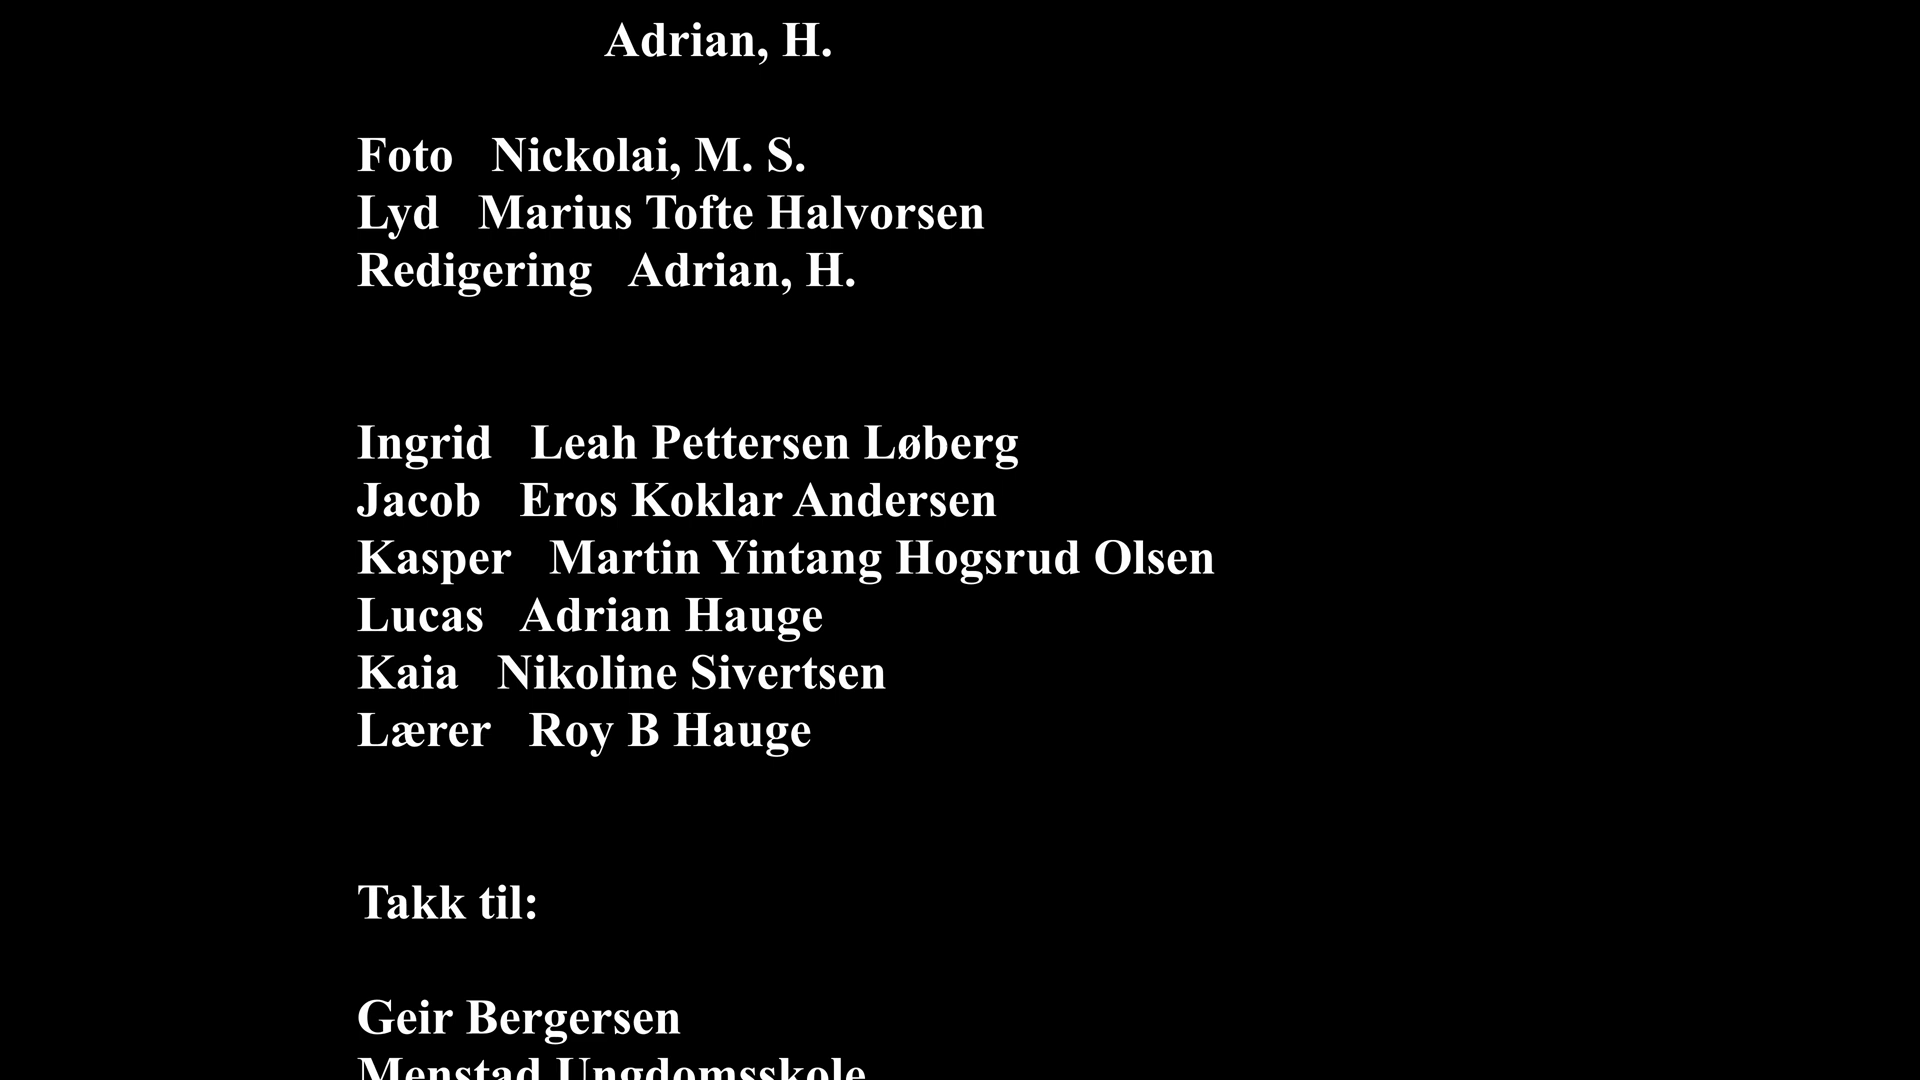 Adrian, H.
Foto Nickolai, M. S.
Lyd Marius Tofte Halvorsen
Redigering Adrian, H.
Ingrid Leah Pettersen Løberg
Jacob Eros Koklar Andersen
Kasper Martin Yintang Hogsrud Olsen
Lucas Adrian Hauge
Kaia Nikoline Sivertsen
Lærer Roy B Hauge
Takk til:
Geir Bergersen
Menstad Ungdomsskole